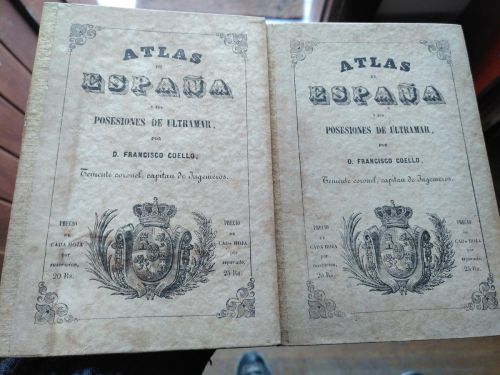 ATLAS
DE
ESPAÑA
Y SUS
POSESIONES DE ULTRAMAR,
POR
D. FRANCISCO COELLO,
Teniente coronel, capitan de Ingenieros.
PRECIO
DE
CADA HOJA
por
suscricion,
20 Rs.
PRECIO
DE
CADA HOJA
por
separado,
25 Rs.
ATLAS
DE
ESPAÑA
Y SUS
POSESIONES DE ULTRAMAR,
POR
D. FRANCISCO COELLO,
Teniente coronel, capitan de Ingenieros.
PRECIO
DE
CADA HOJA
por
suscricion,
20 Rs.
PRECIO
DE
CADA HOJA
por
separado,
25 Rs.